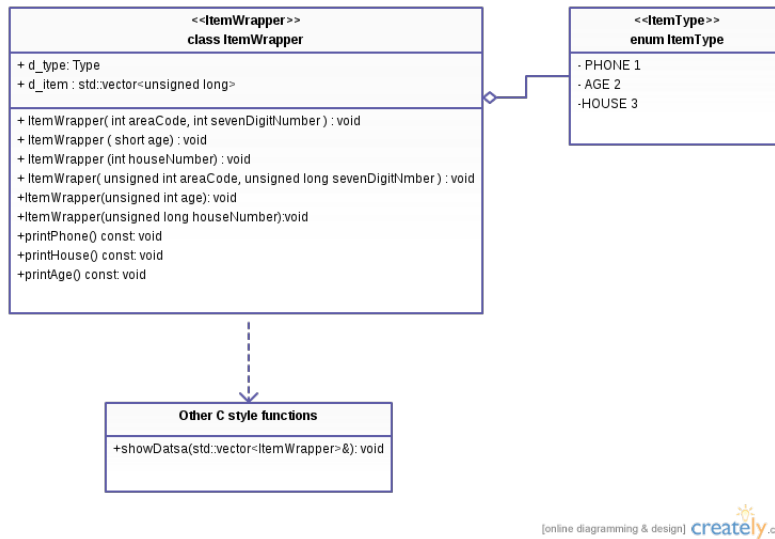 <<ItemWrapper>>
class ItemWrapper
+ d_type: Type
+ d_item : std::vector<unsigned long>
+ ItemWrapper( int areaCode, int sevenDigitNumber ) : void
+ ItemWrapper ( short age) : void
+ ItemWrapper (int houseNumber) : void
+ ItemWraper( unsigned int areaCode, unsigned long sevenDigitNmber ) : void
+ItemWrapper(unsigned int age): void
+ItemWrapper(unsigned long houseNumber):void
+printPhone() const: void
+printHouse() const: void
+printAge() const: void
<<ItemType>>
enum ItemType
- PHONE 1
- AGE 2
-HOUSE 3
Other C style functions
+showDatsa(std::vector<ItemWrapper>&): void
[online diagramming & design] creately.c